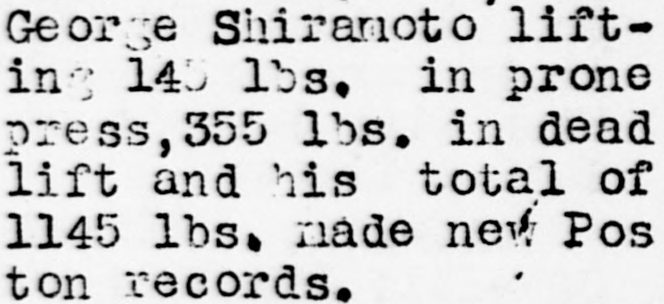 George Shiramoto lift-
ing 145 lbs. in prone
press,355 lbs. in dead
lift and his total of
1145 lbs. made new Pos
ton records.